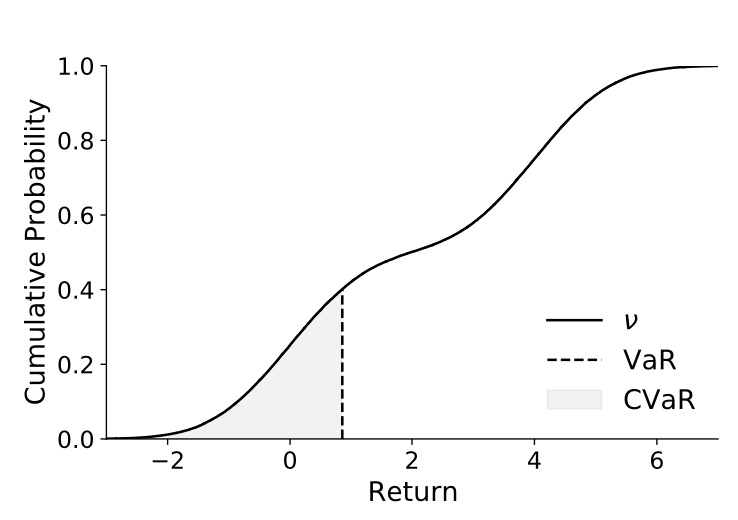 1.0
0.8
0.6
0.4
0.2
0.0
Cumulative Probability
−2 0 2 4 6
Return
ν
VaR
CVaR